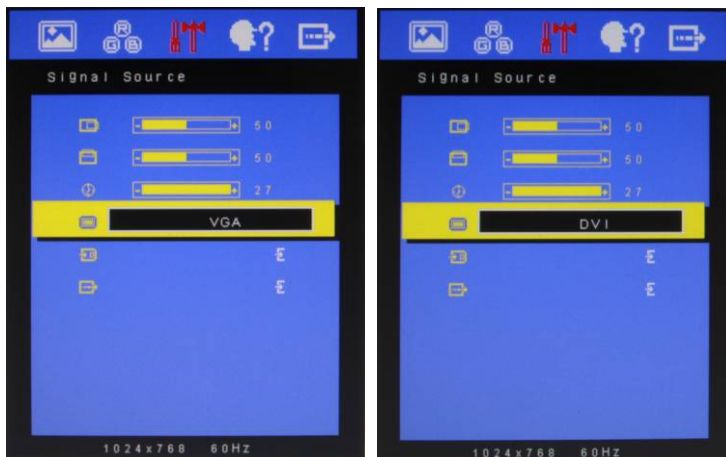 R
G B
?
Signal Source
- + 50
- + 50
- + 27
VGA
1024x768 60Hz
R
G B
?
Signal Source
- + 50
- + 50
- + 27
DVI
1024x768 60Hz